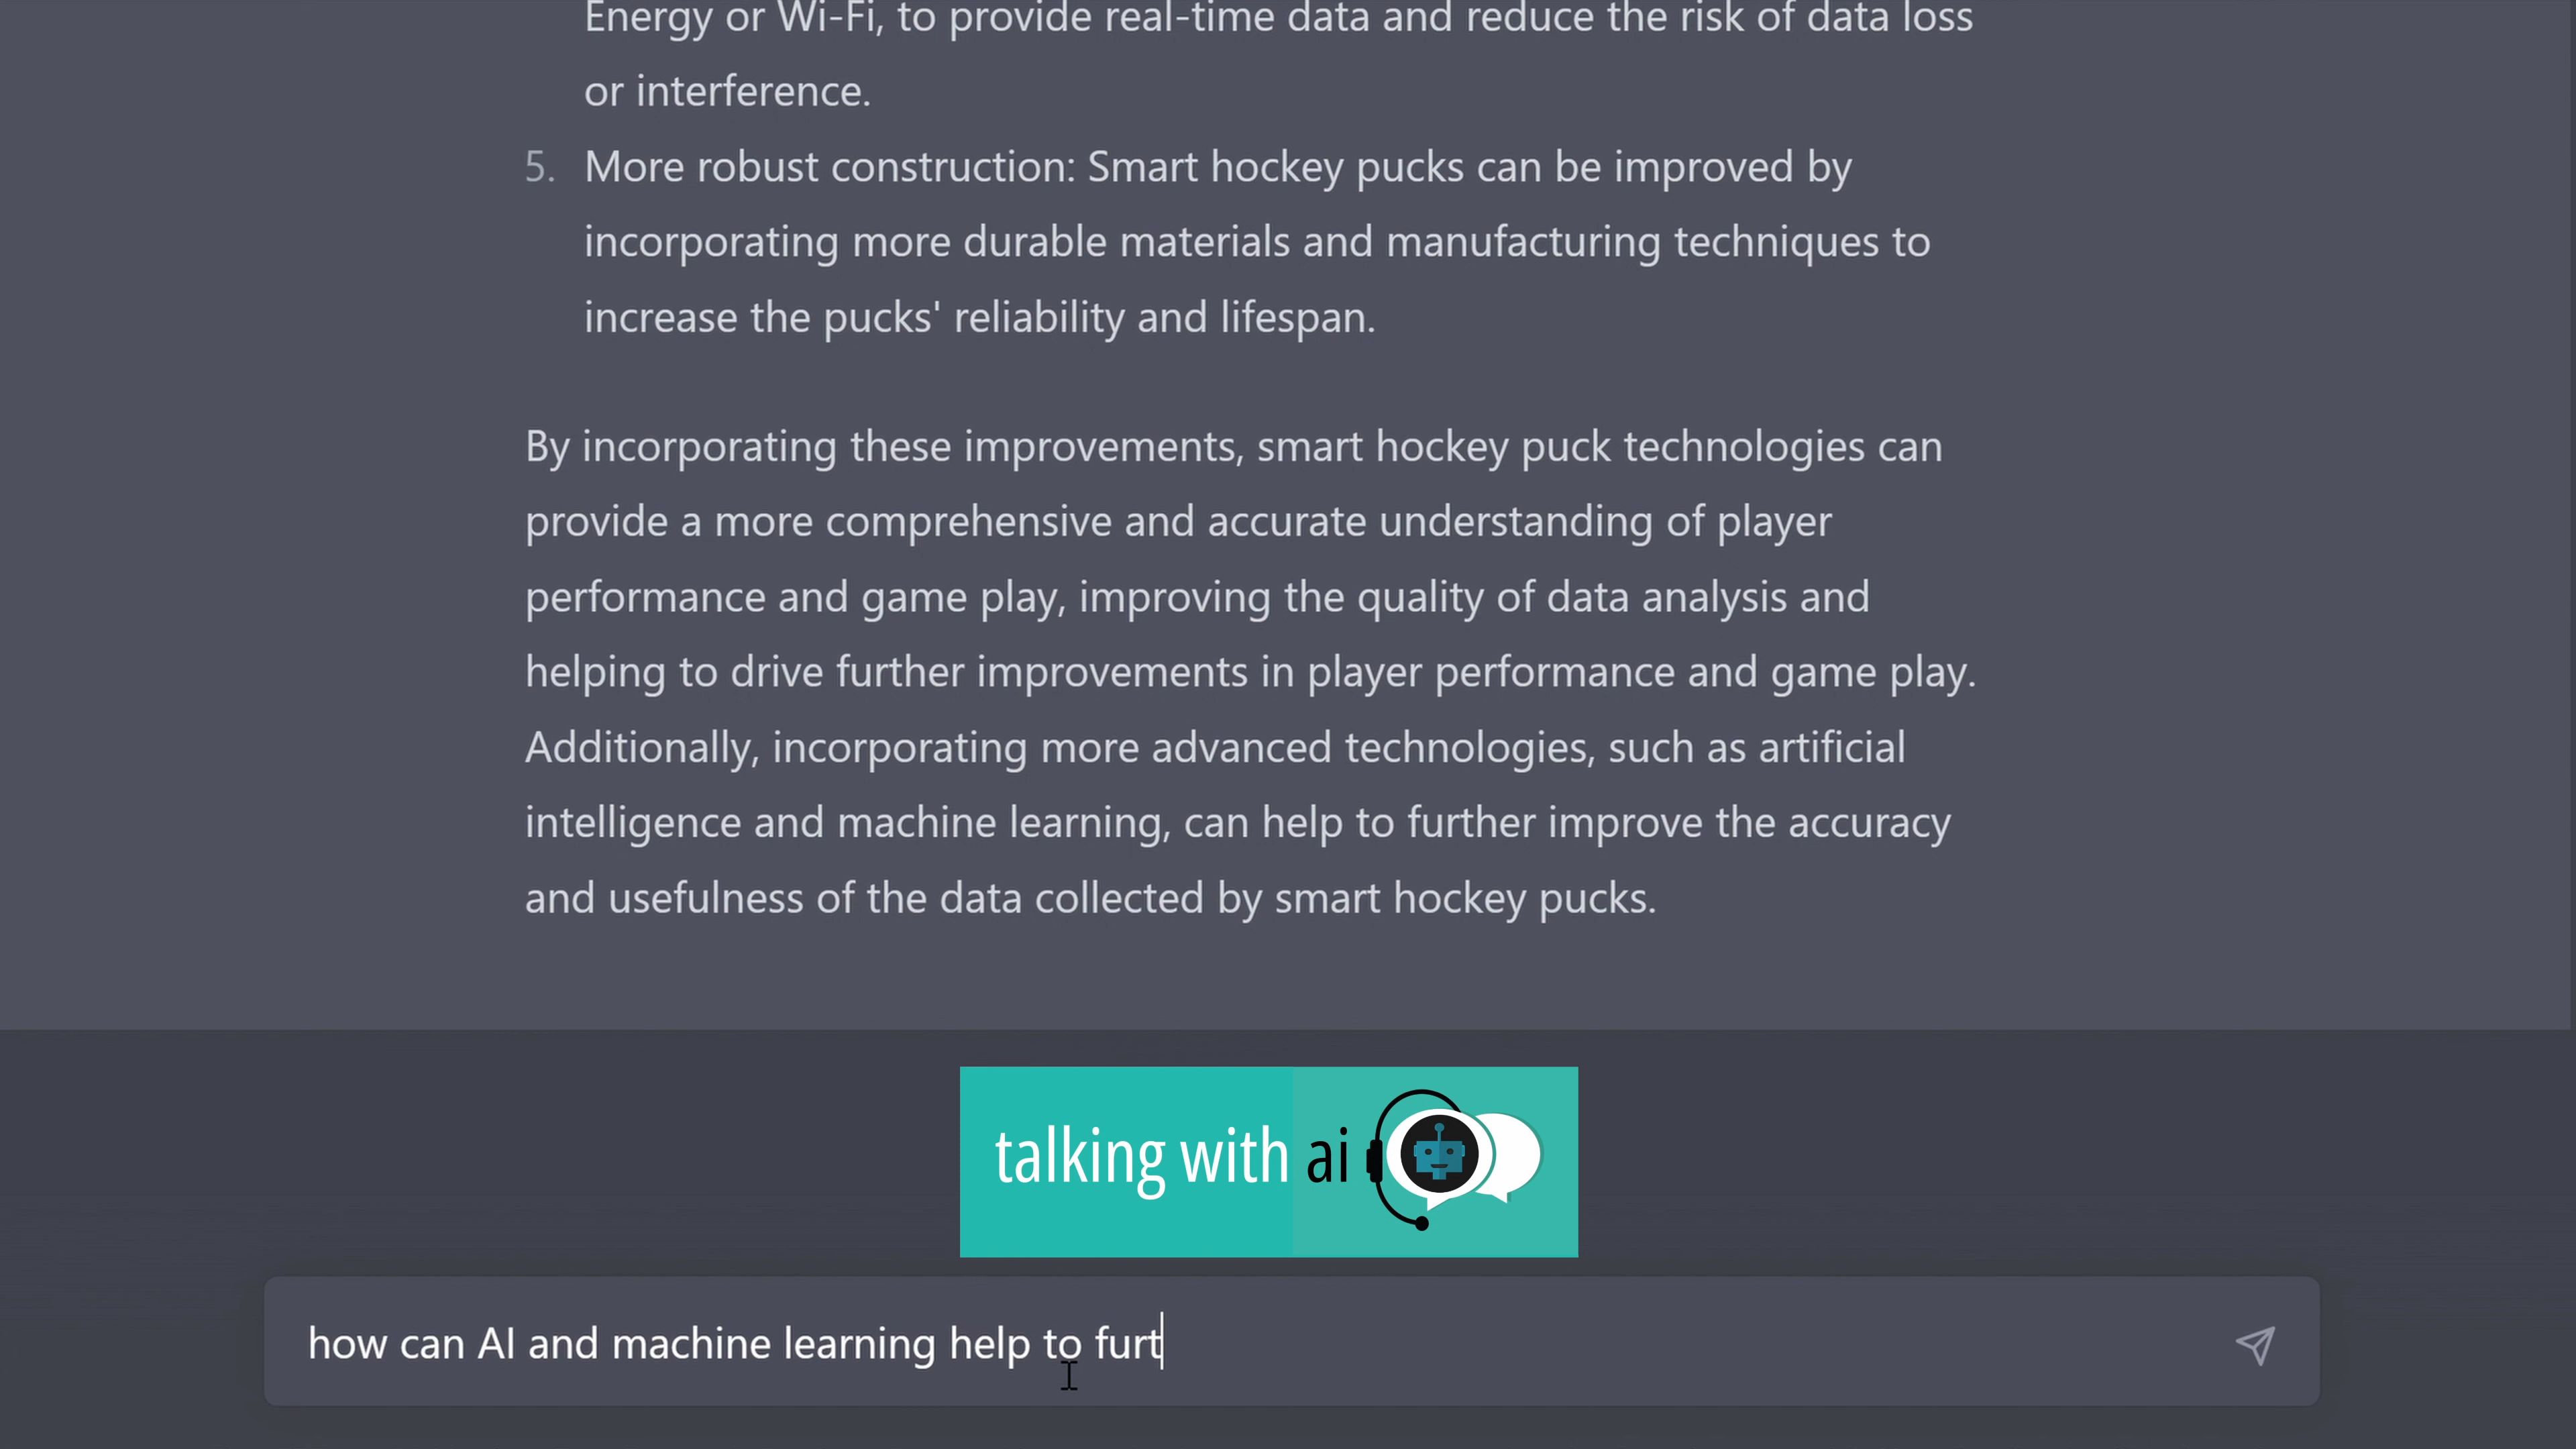 Energy or Wi-Fi, to provide real-time data and reduce the risk of data loss
or interference.
5. More robust construction: Smart hockey pucks can be improved by
incorporating more durable materials and manufacturing techniques to
increase the pucks' reliability and lifespan.
By incorporating these improvements, smart hockey puck technologies can
provide a more comprehensive and accurate understanding of player
performance and game play, improving the quality of data analysis and
helping to drive further improvements in player performance and game play.
Additionally, incorporating more advanced technologies, such as artificial
intelligence and machine learning, can help to further improve the accuracy
and usefulness of the data collected by smart hockey pucks.
talking with ai
how can AI and machine learning help to furt